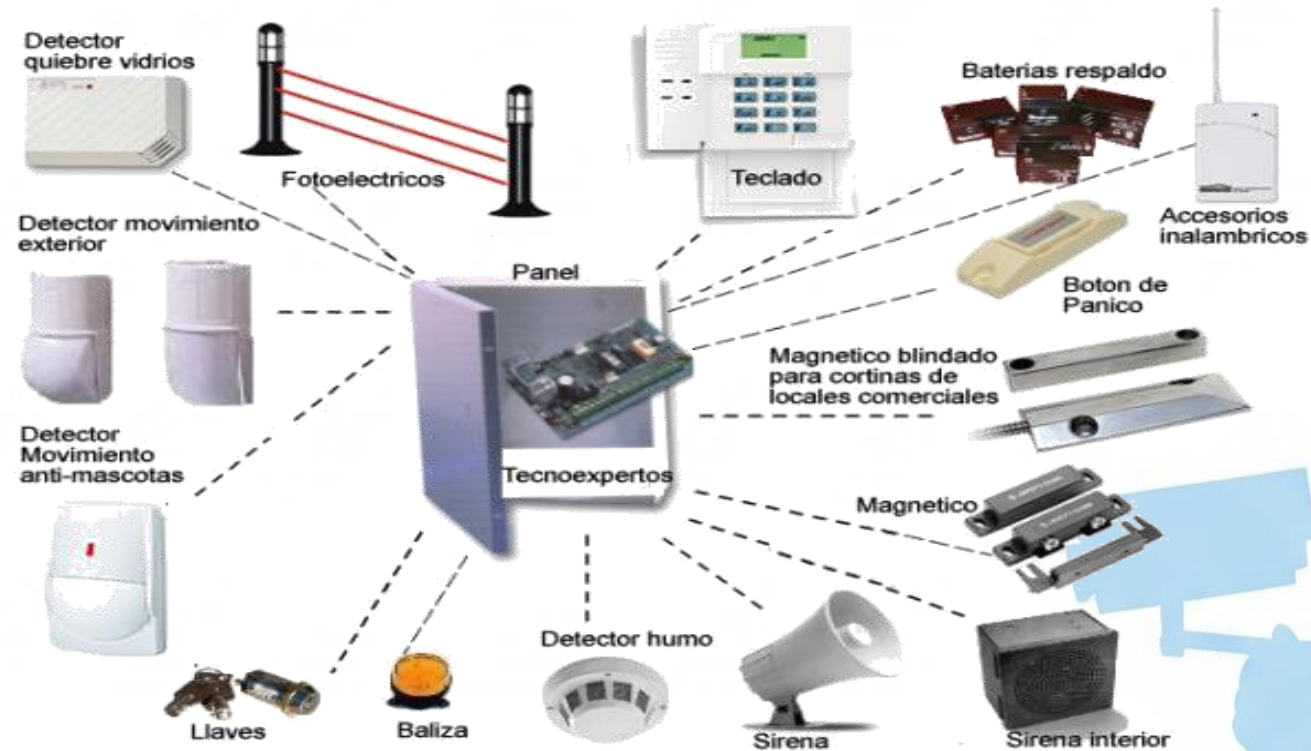 Detector
quiebre vidrios
Fotoelectricos
Teclado
Baterias respaldo
Accesorios
inalambricos
Detector movimiento
exterior
Panel
Boton de
Panico
Magnetico blindado
para cortinas de
locales comerciales
Detector
Movimiento
anti-mascotas
Tecnoexpertos
Magnetico
Llaves
Baliza
Detector humo
Sirena
Sirena interior